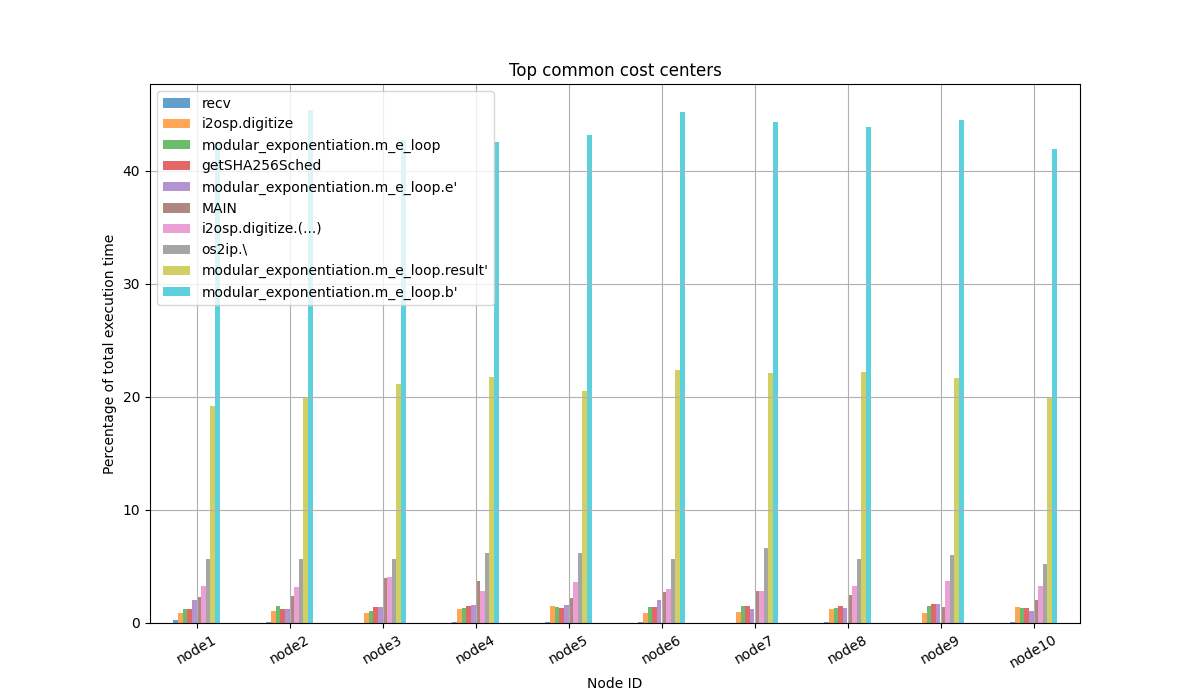 Top common cost centers
recv
i2osp.digitize
modular_exponentiation.m_e_loop
getSHA256Sched
modular_exponentiation.m_e_loop.e'
MAIN
i2osp.digitize.(...)
os2ip.\
modular_exponentiation.m_e_loop.result'
modular_exponentiation.m_e_loop.b'
Percentage of total execution time
40
30
20
10
0
node1 node2 node3 node4 node5 node6 node7 node8 node9 node10
Node ID